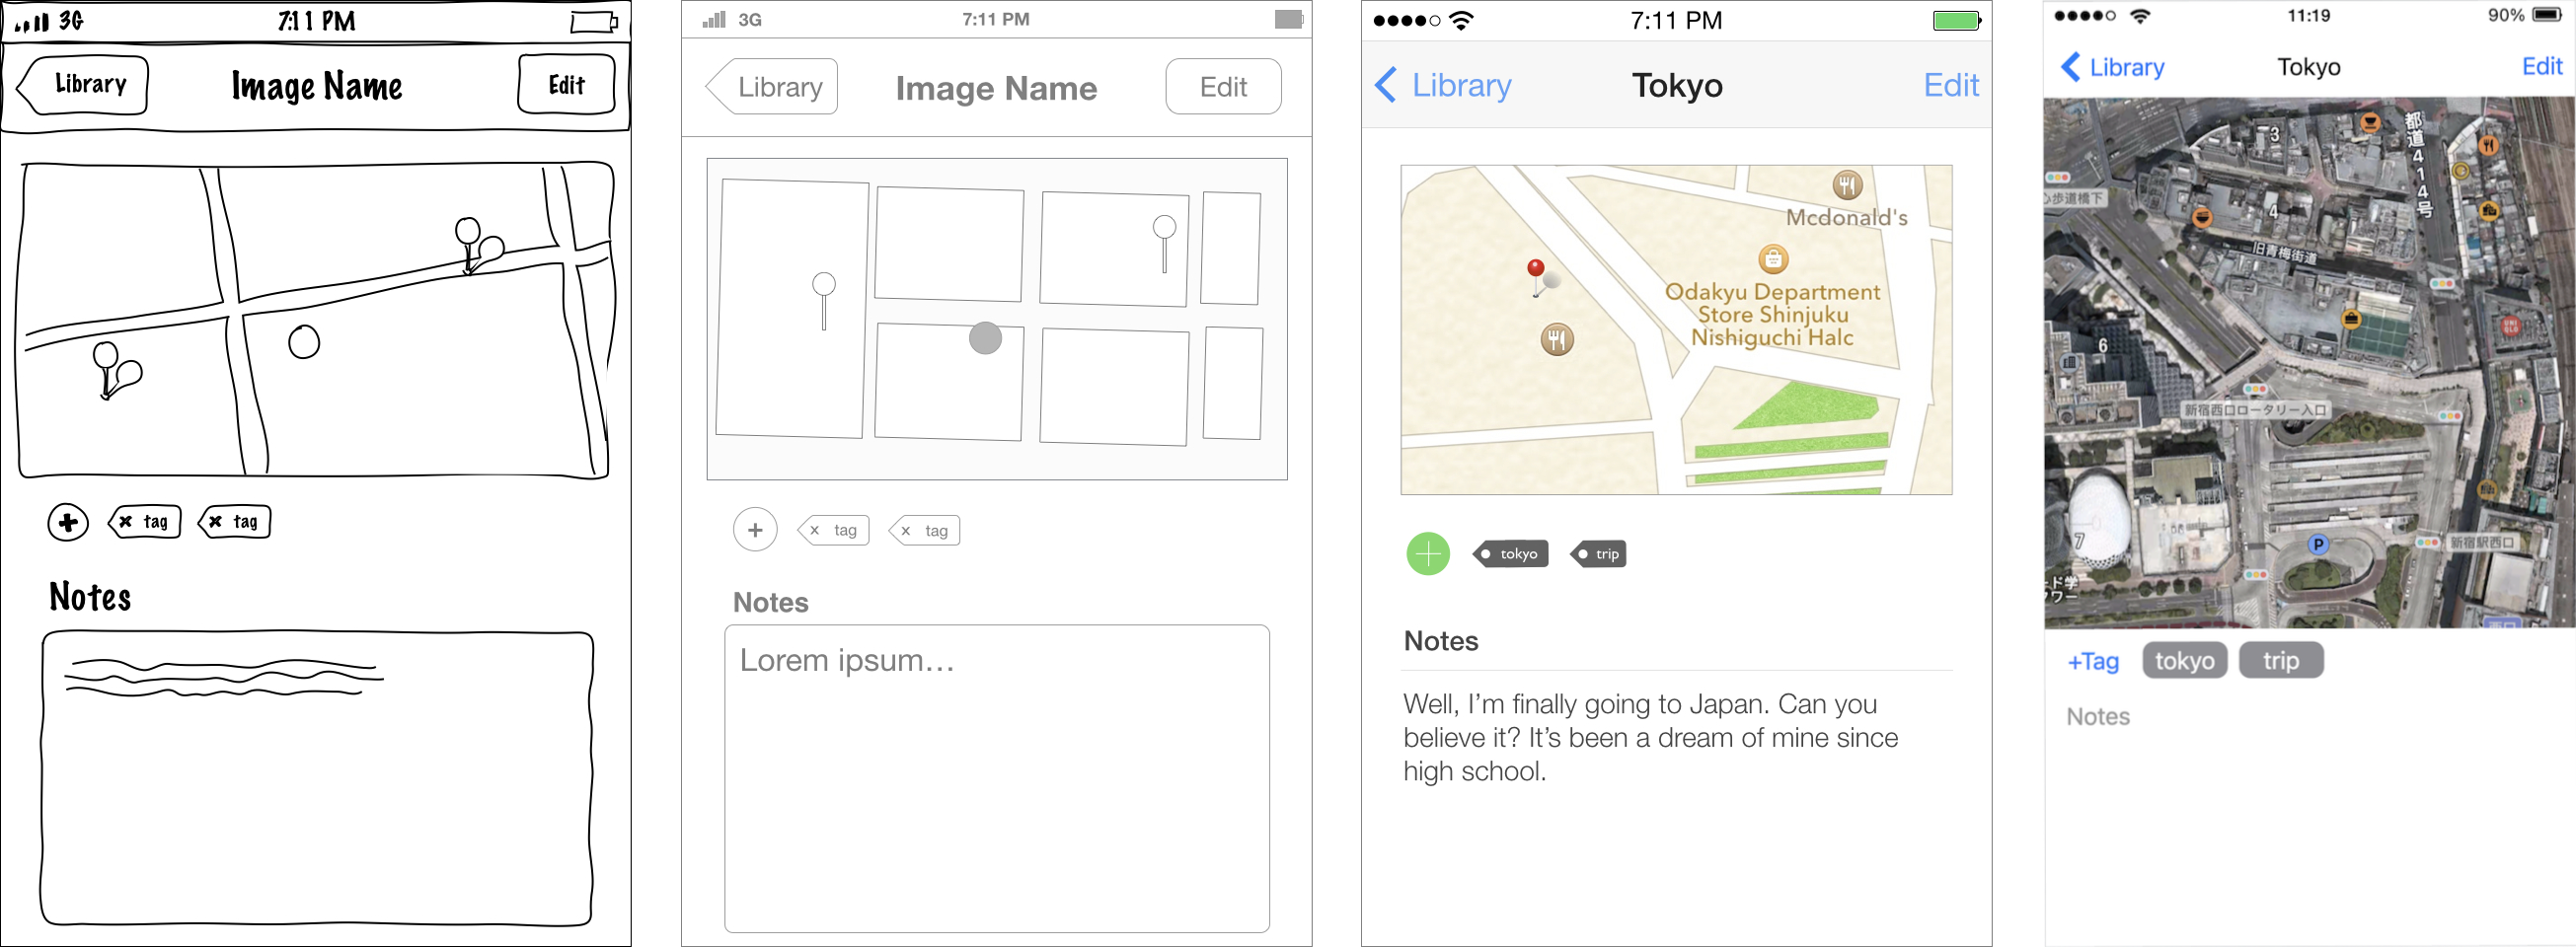 3G
7:11 PM
Library
Image Name
Edit
+
× tag
× tag
Notes
3G
7:11 PM
Library
Image Name
Edit
+
× tag
× tag
Notes
Lorem ipsum...
7:11 PM
Library
Tokyo
Edit
Mcdonald's
Odakyu Department
Store Shinjuku
Nishiguchi Halc
tokyo
trip
Notes
Well, I'm finally going to Japan. Can you
believe it? It's been a dream of mine since
high school.
11:19
90%
Library
Tokyo
Edit
都道414号
3
心歩道橋下
4
旧青梅街道
UNIQLO
6
新宿西口ロータリー入口
7
P
新宿駅西口
西口
+Tag
tokyo
trip
Notes